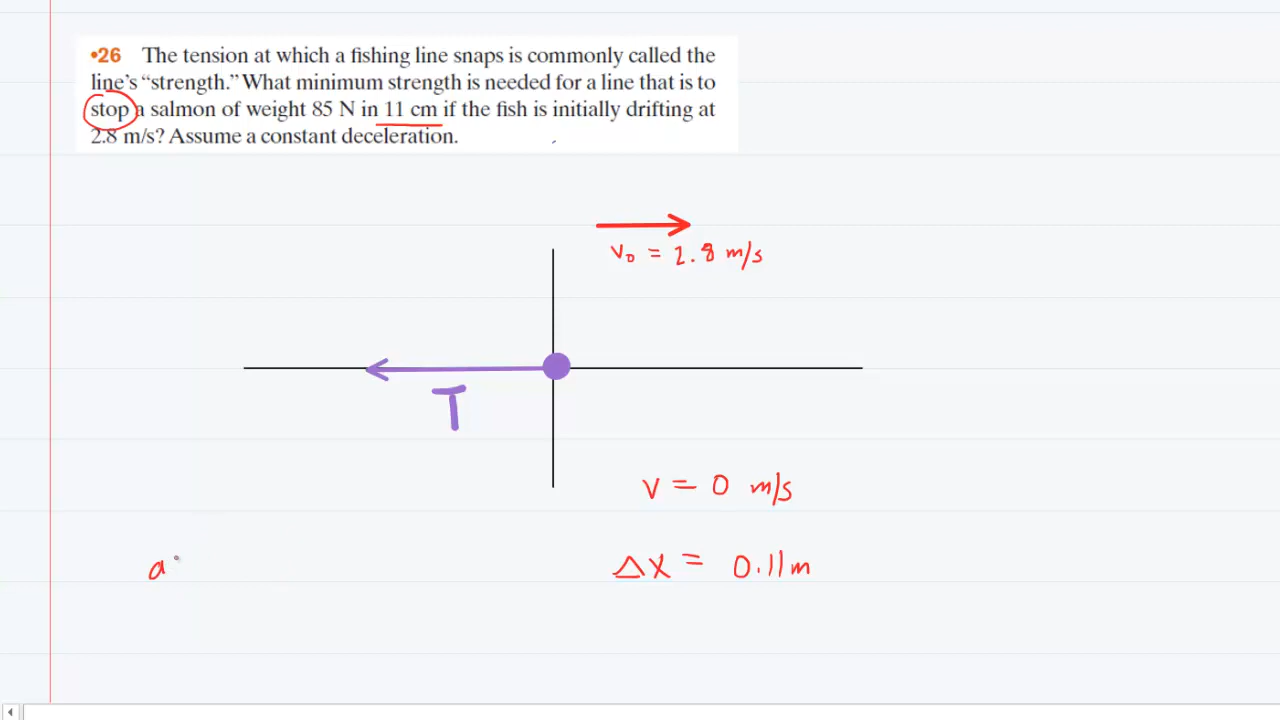 •26 The tension at which a fishing line snaps is commonly called the
line's “strength.” What minimum strength is needed for a line that is to
stop a salmon of weight 85 N in 11 cm if the fish is initially drifting at
2.8 m/s? Assume a constant deceleration.
v₀ = 2.8 m/s
T
v = 0 m/s
a
Δx = 0.11m